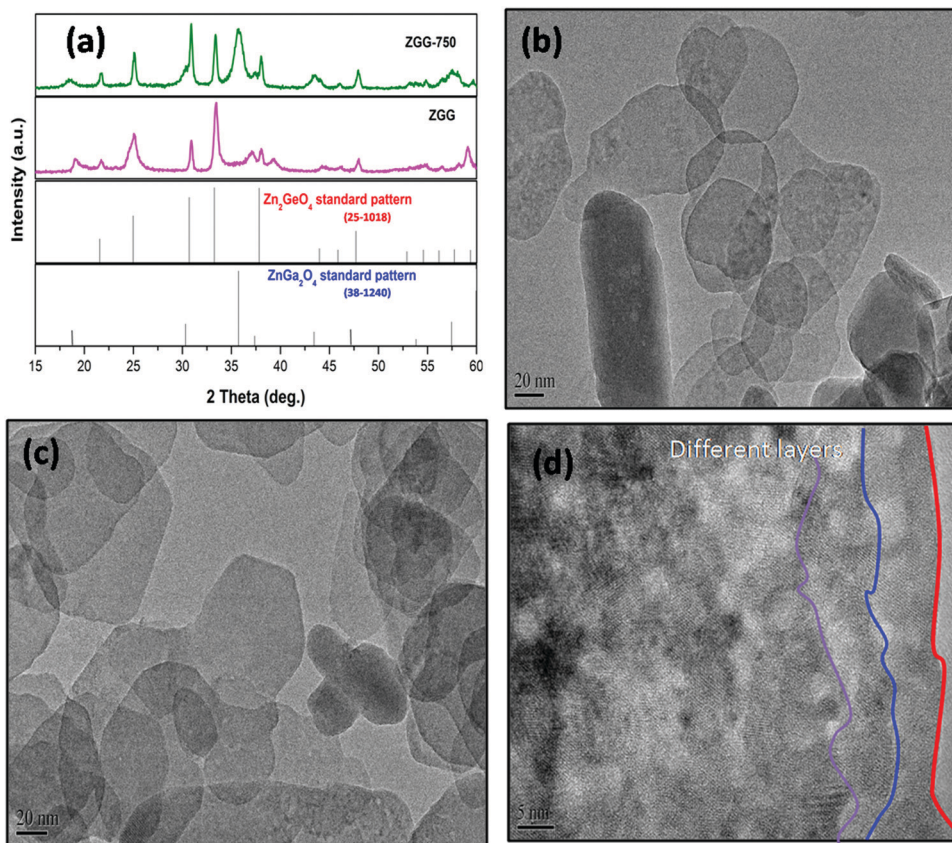 (a)
ZGG-750
ZGG
Zn₂GeO₄ standard pattern
(25-1018)
ZnGa₂O₄ standard pattern
(38-1240)
Intensity (a.u.)
15 20 25 30 35 40 45 50 55 60
2 Theta (deg.)
(b)
20 nm
(c)
20 nm
(d)
Different layers
5 nm